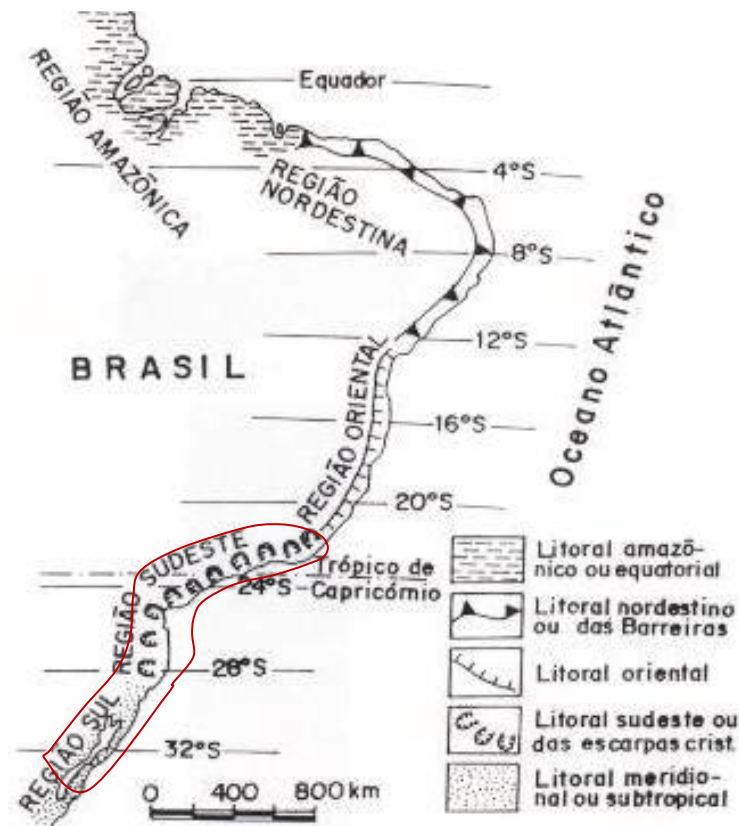 Equador
REGIÃO AMAZÔNICA
REGIÃO
NORDESTINA
4°S
8°S
Oceano Atlântico
12°S
BRASIL
REGIÃO ORIENTAL
16°S
20°S
REGIÃO SUDESTE
Trópico de
Capricórnio
24°S
28°S
REGIÃO SUL
32°S
0 400 800 km
Litoral amazô-
nico ou equatorial
Litoral nordestino
ou das Barreiras
Litoral oriental
Litoral sudeste ou
das escarpas crist.
Litoral meridio-
nal ou subtropical